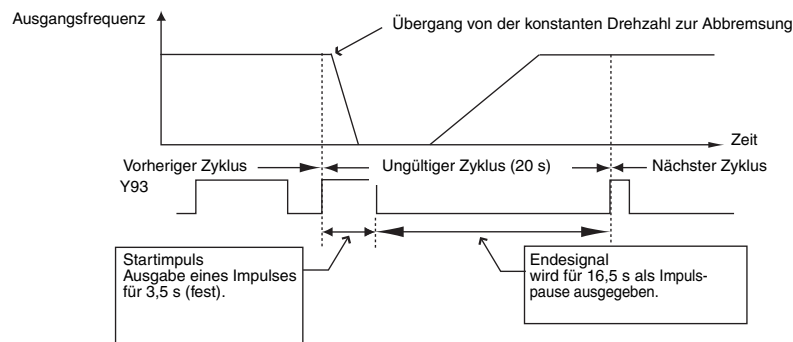 Ausgangsfrequenz
Übergang von der konstanten Drehzahl zur Abbremsung
Zeit
Vorheriger Zyklus
Ungültiger Zyklus (20 s)
Nächster Zyklus
Y93
Startimpuls
Ausgabe eines Impulses
für 3,5 s (fest).
Endesignal
wird für 16,5 s als Impuls-
pause ausgegeben.